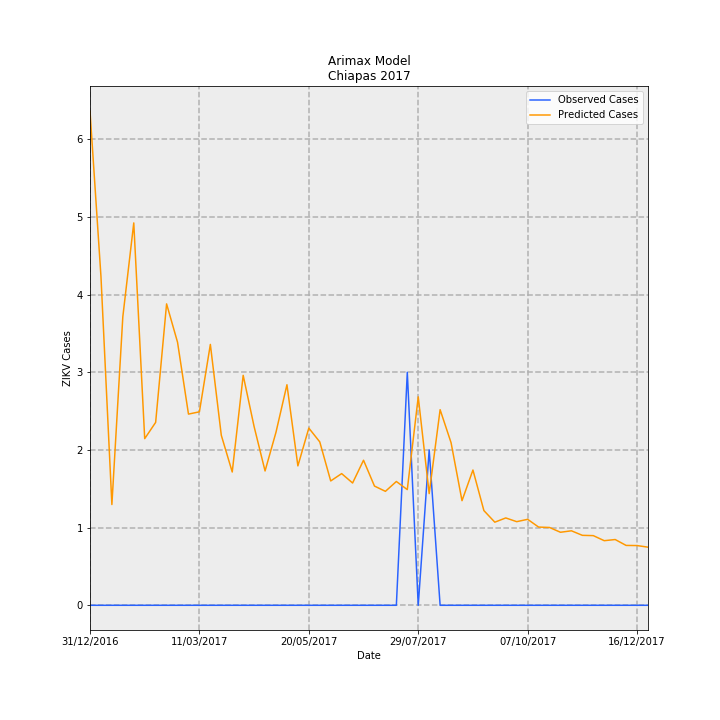 Arimax Model
Chiapas 2017
Observed Cases
Predicted Cases
ZIKV Cases
6
5
4
3
2
1
0
31/12/2016 11/03/2017 20/05/2017 29/07/2017 07/10/2017 16/12/2017
Date